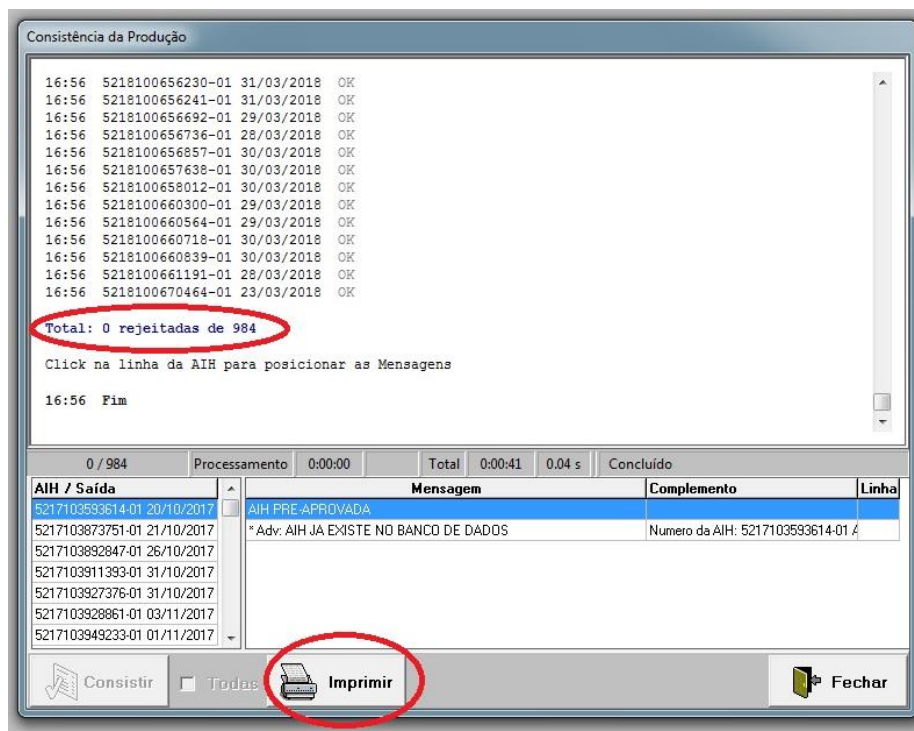 Consistência da Produção
16:56 5218100656230-01 31/03/2018 OK
16:56 5218100656241-01 31/03/2018 OK
16:56 5218100656692-01 29/03/2018 OK
16:56 5218100656736-01 28/03/2018 OK
16:56 5218100656857-01 30/03/2018 OK
16:56 5218100657638-01 30/03/2018 OK
16:56 5218100658012-01 30/03/2018 OK
16:56 5218100660300-01 29/03/2018 OK
16:56 5218100660564-01 29/03/2018 OK
16:56 5218100660718-01 30/03/2018 OK
16:56 5218100660839-01 30/03/2018 OK
16:56 5218100661191-01 28/03/2018 OK
16:56 5218100670464-01 23/03/2018 OK
Total: 0 rejeitadas de 984
Click na linha da AIH para posicionar as Mensagens
16:56 Fim
0 / 984 Processamento 0:00:00 Total 0:00:41 0.04 s Concluído
AIH / Saída Mensagem Complemento Linha
5217103593614-01 20/10/2017 AIH PRE-APROVADA
5217103873751-01 21/10/2017 * Adv: AIH JA EXISTE NO BANCO DE DADOS Numero da AIH: 5217103593614-01 A
5217103892847-01 26/10/2017
5217103911393-01 31/10/2017
5217103927376-01 31/10/2017
5217103928861-01 03/11/2017
5217103949233-01 01/11/2017
Consistir Todas Imprimir Fechar